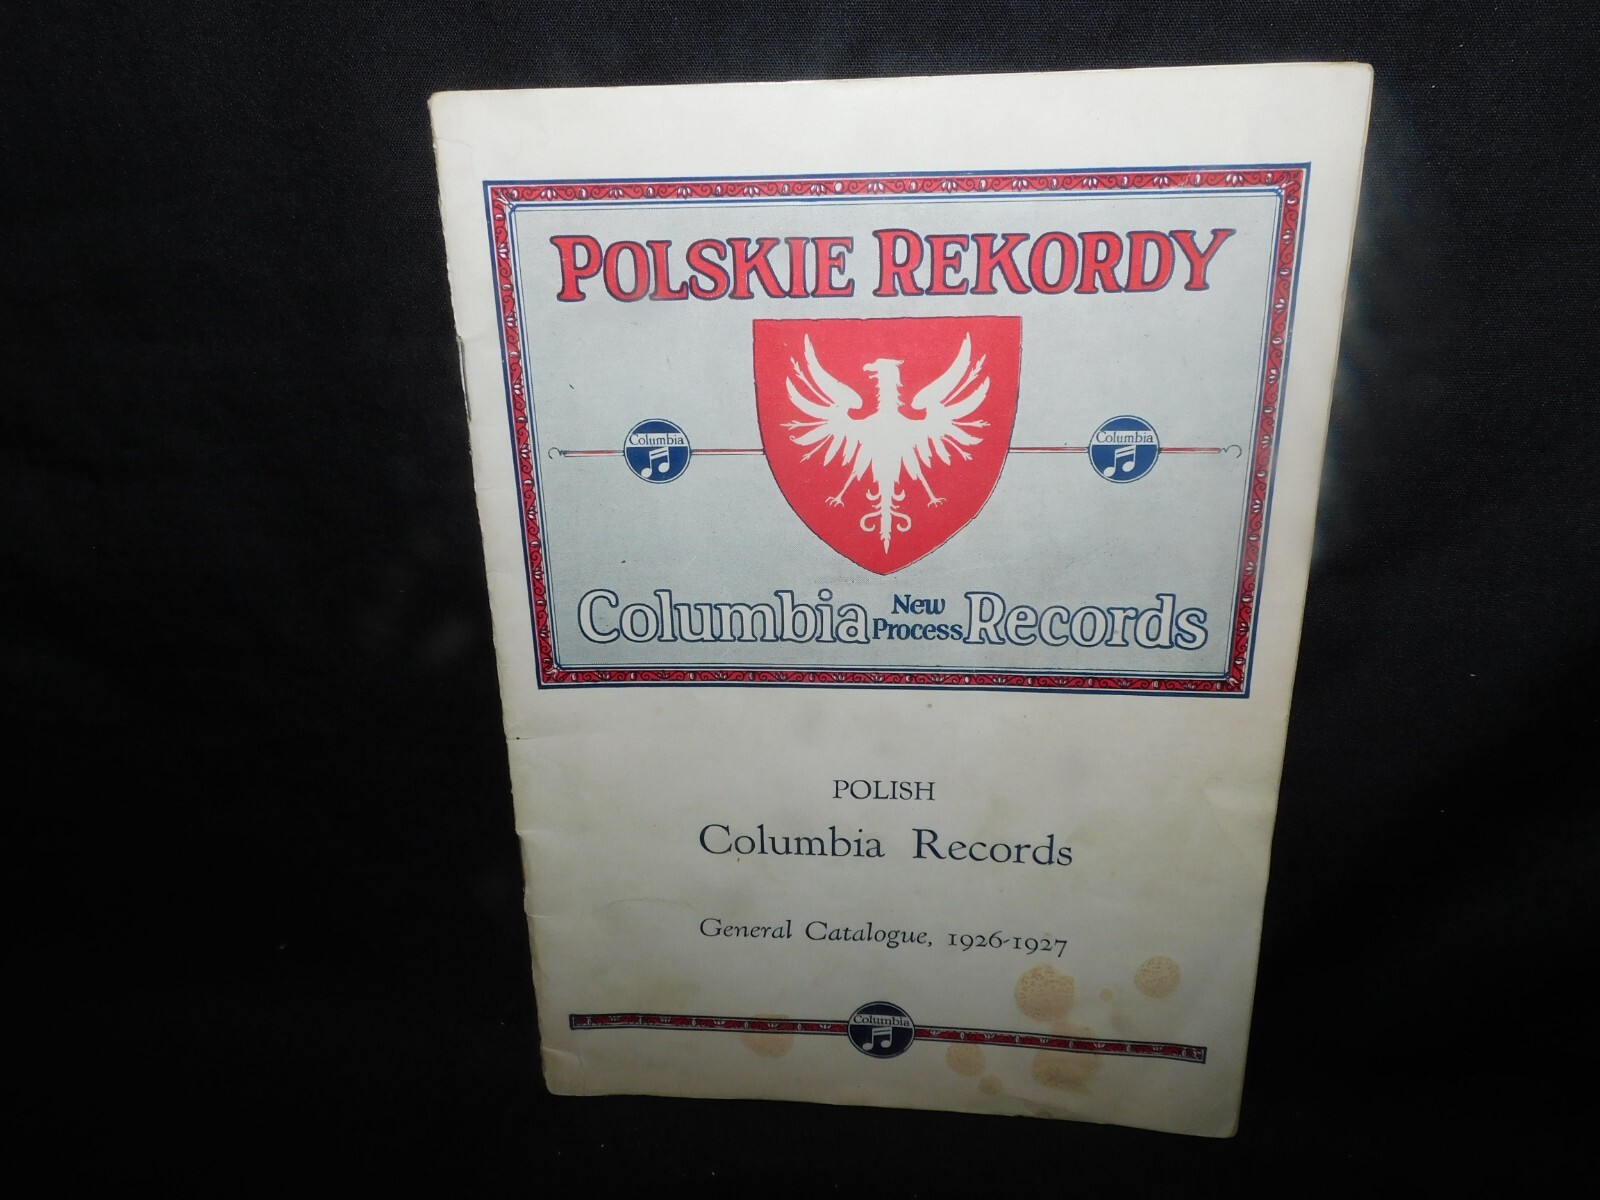 POLSKIE REKORDY
Columbia
Columbia
Columbia New Process Records
POLISH
Columbia Records
General Catalogue, 1926-1927
Columbia